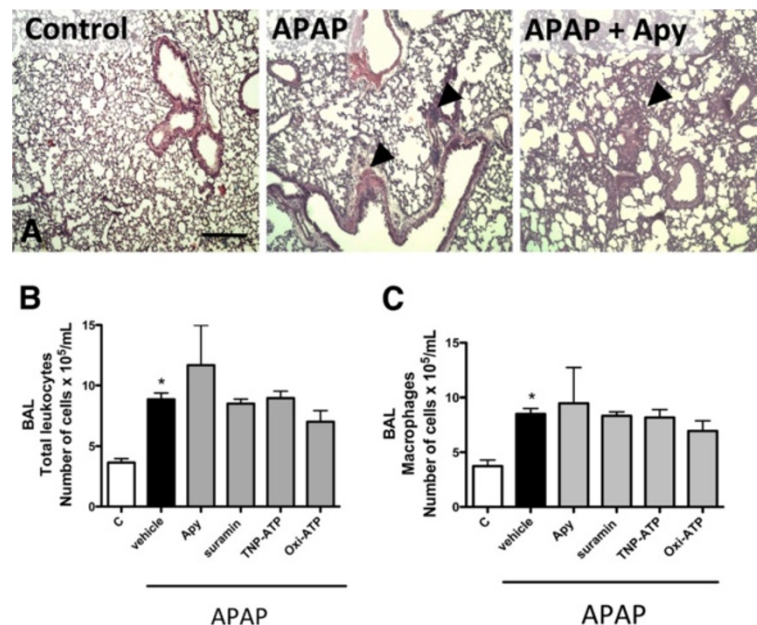 Control
APAP
APAP + Apy
A
B
BAL
Total leukocytes
Number of cells x 10⁵/mL
15
10
5
0
*
C
vehicle
Apy
suramin
TNP-ATP
Oxi-ATP
APAP
C
BAL
Macrophages
Number of cells x 10⁵/mL
15
10
5
0
*
C
vehicle
Apy
suramin
TNP-ATP
Oxi-ATP
APAP